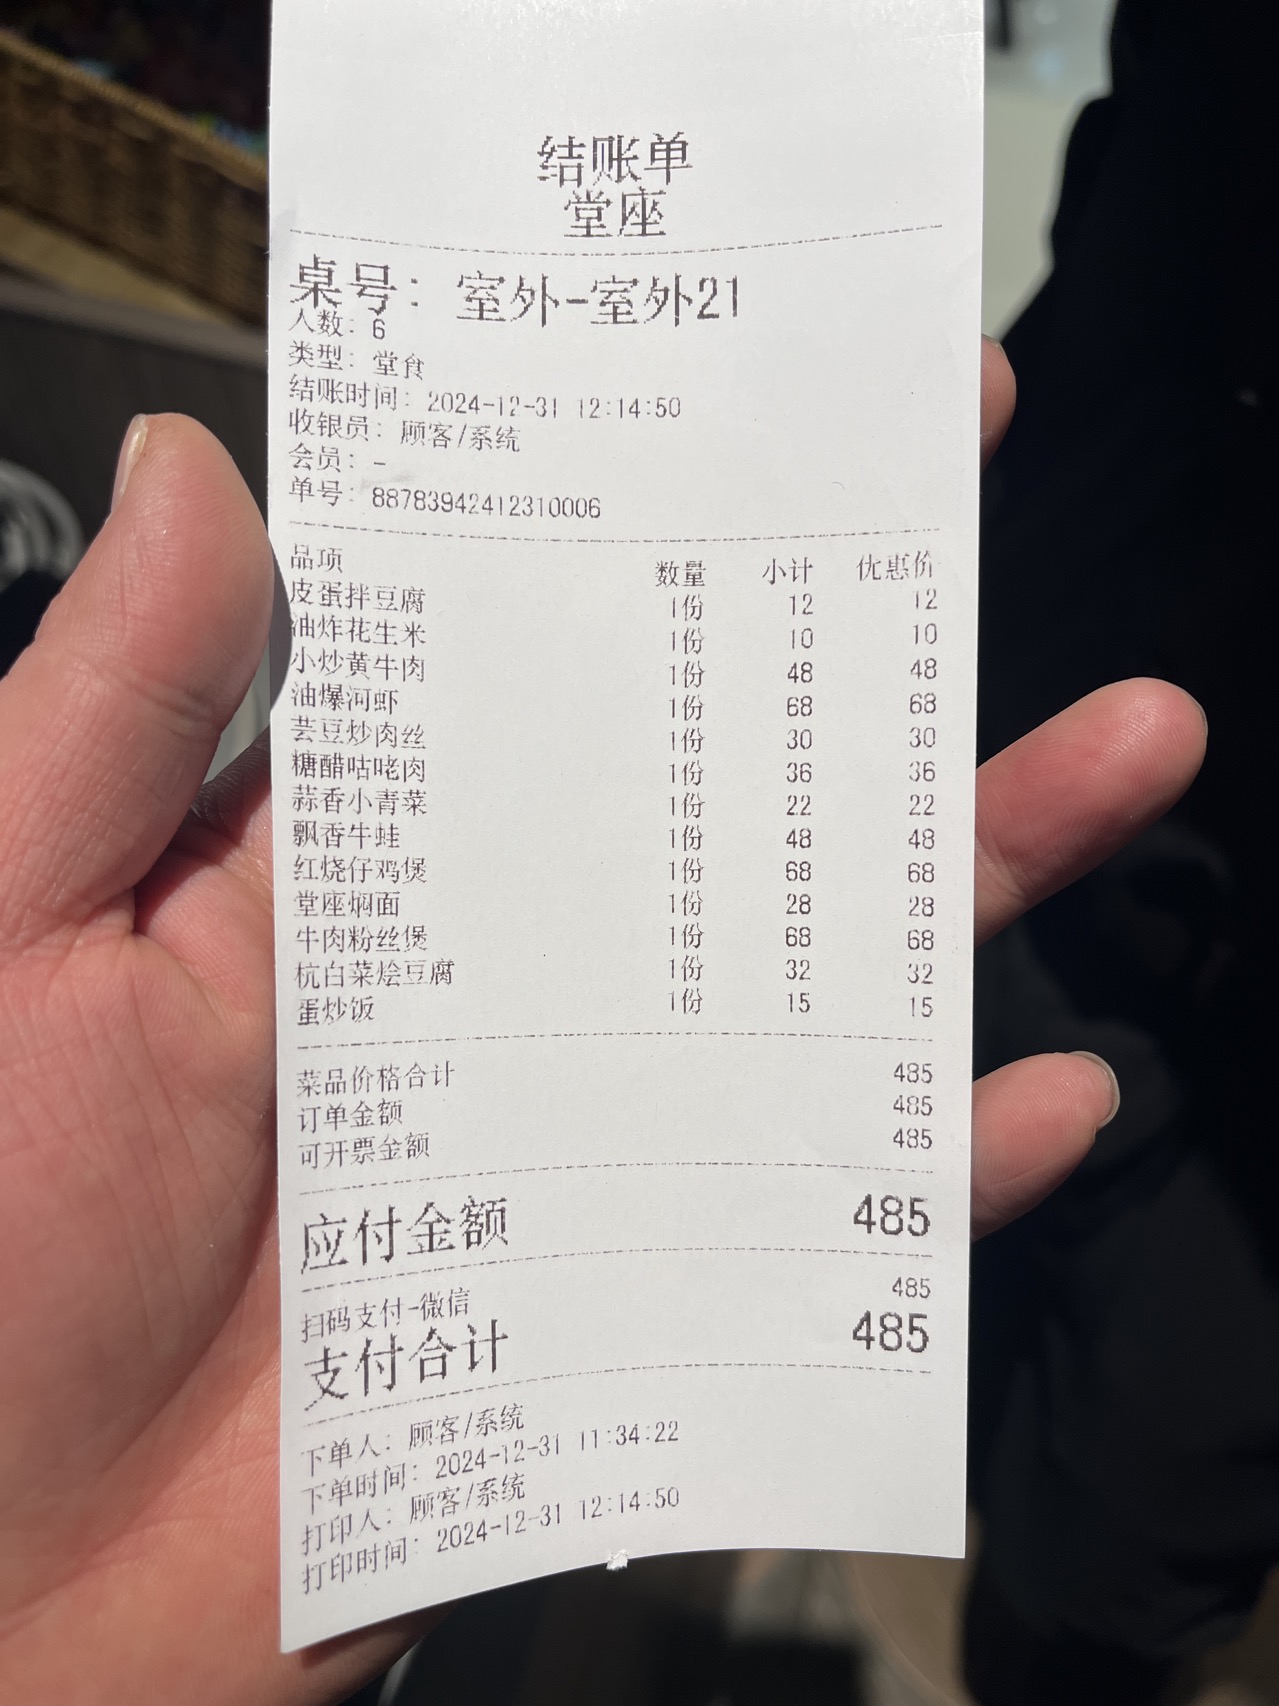 结账单
堂座
桌号: 室外-室外21
人数: 6
类型: 堂食
结账时间: 2024-12-31 12:14:50
收银员: 顾客/系统
会员: -
单号: 88783942412310006
品项 数量 小计 优惠价
皮蛋拌豆腐 1份 12 12
油炸花生米 1份 10 10
小炒黄牛肉 1份 48 48
油爆河虾 1份 68 68
芸豆炒肉丝 1份 30 30
糖醋咕咾肉 1份 36 36
蒜香小青菜 1份 22 22
飘香牛蛙 1份 48 48
红烧仔鸡煲 1份 68 68
堂座焖面 1份 28 28
牛肉粉丝煲 1份 68 68
杭白菜烩豆腐 1份 32 32
蛋炒饭 1份 15 15
菜品价格合计 485
订单金额 485
可开票金额 485
应付金额 485
扫码支付-微信 485
支付合计 485
下单人: 顾客/系统
下单时间: 2024-12-31 11:34:22
打印人: 顾客/系统
打印时间: 2024-12-31 12:14:50